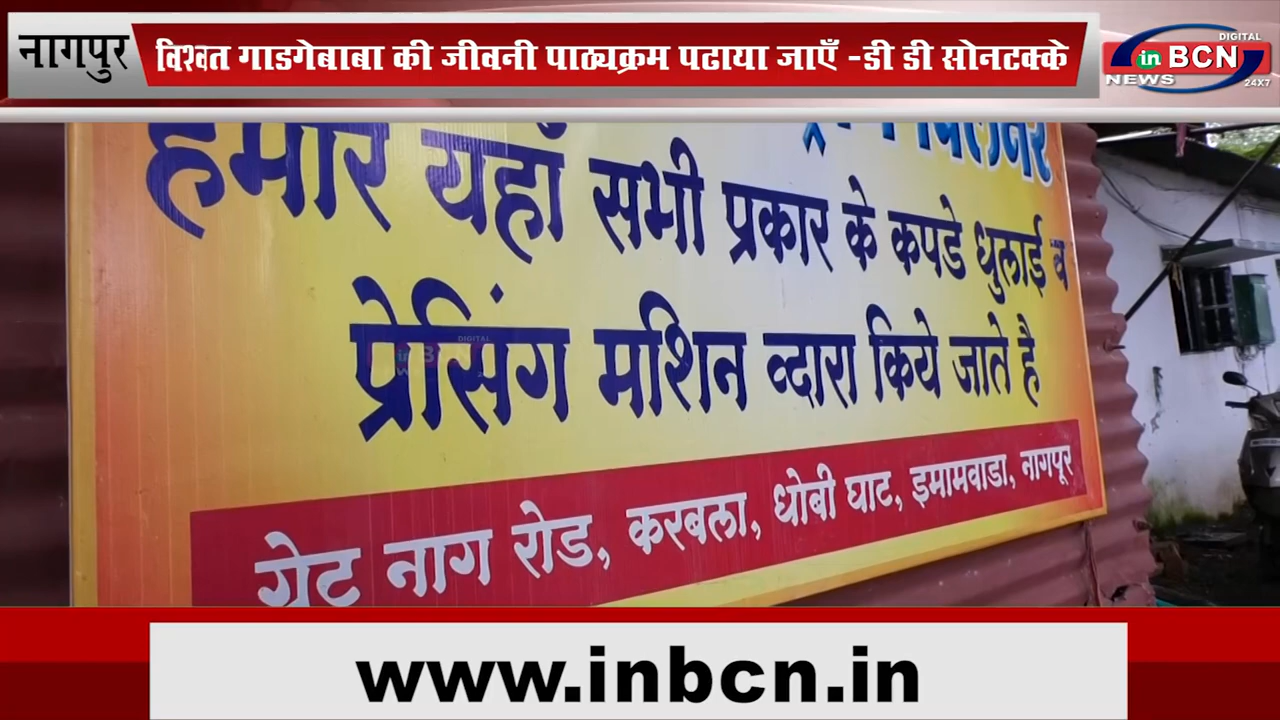 नागपुर
विश्वत गाडगेबाबा की जीवनी पाठ्यक्रम पढाया जाएँ -डी डी सोनटक्के
DIGITAL
in BCN
NEWS 24X7
हमारे यहाँ सभी प्रकार के कपडे धुलाई व
प्रेसिंग मशिन व्दारा किये जाते है
ग्रेट नाग रोड, करबला, धोबी घाट, इमामवाडा, नागपूर
www.inbcn.in